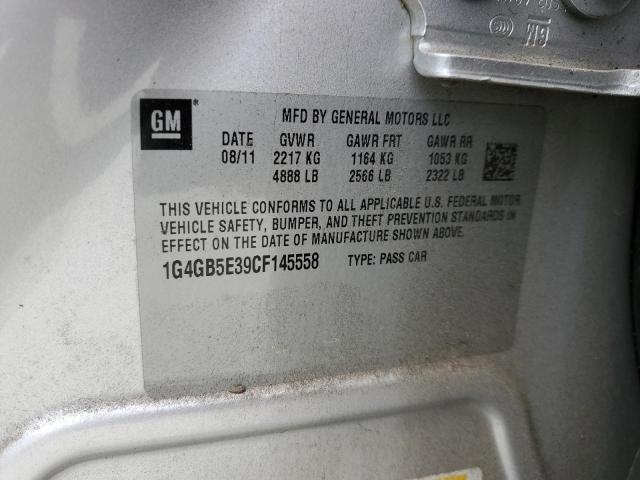 GM
MFD BY GENERAL MOTORS LLC
DATE GVWR GAWR FRT GAWR RR
08/11 2217 KG 1164 KG 1053 KG
4888 LB 2566 LB 2322 LB
THIS VEHICLE CONFORMS TO ALL APPLICABLE U.S. FEDERAL MOTOR
VEHICLE SAFETY, BUMPER, AND THEFT PREVENTION STANDARDS IN
EFFECT ON THE DATE OF MANUFACTURE SHOWN ABOVE.
1G4GB5E39CF145558 TYPE: PASS CAR